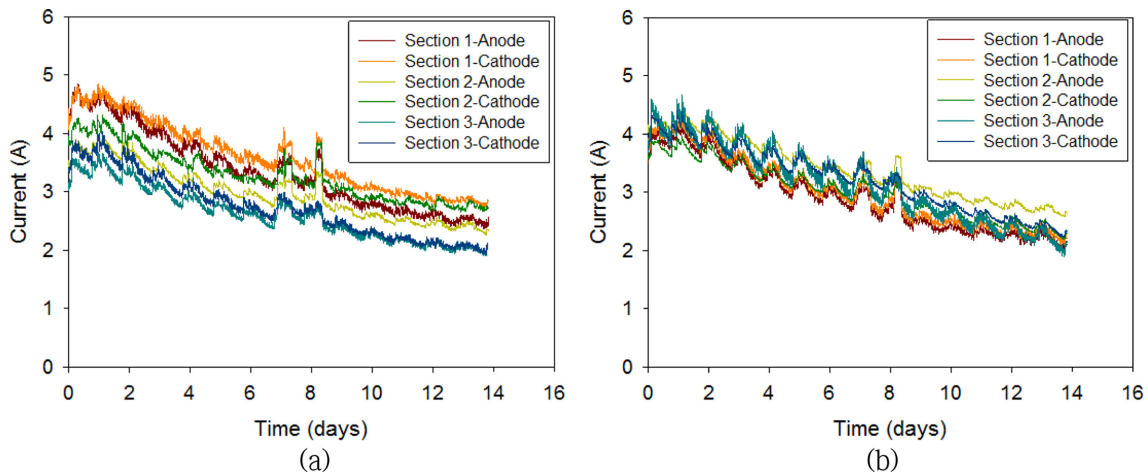 6
5
4
3
2
1
0
Current (A)
0 2 4 6 8 10 12 14 16
Time (days)
Section 1-Anode
Section 1-Cathode
Section 2-Anode
Section 2-Cathode
Section 3-Anode
Section 3-Cathode
(a)
6
5
4
3
2
1
0
Current (A)
0 2 4 6 8 10 12 14 16
Time (days)
Section 1-Anode
Section 1-Cathode
Section 2-Anode
Section 2-Cathode
Section 3-Anode
Section 3-Cathode
(b)